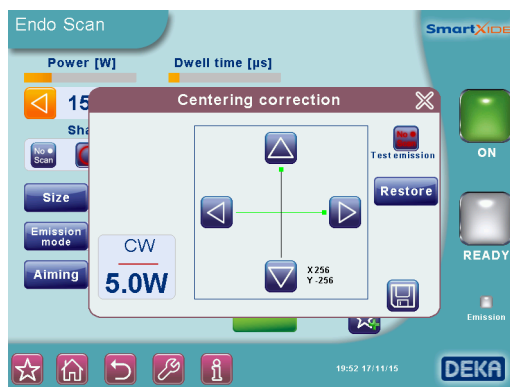 Endo Scan
SmartXIDE
Power [W]
Dwell time [µs]
15
Centering correction
Sha
No
Scan
No
Scan
Test emission
ON
Size
Restore
Emission
mode
CW
READY
Aiming
5.0W
X 256
Y -256
Emission
19:52 17/11/15
DEKA